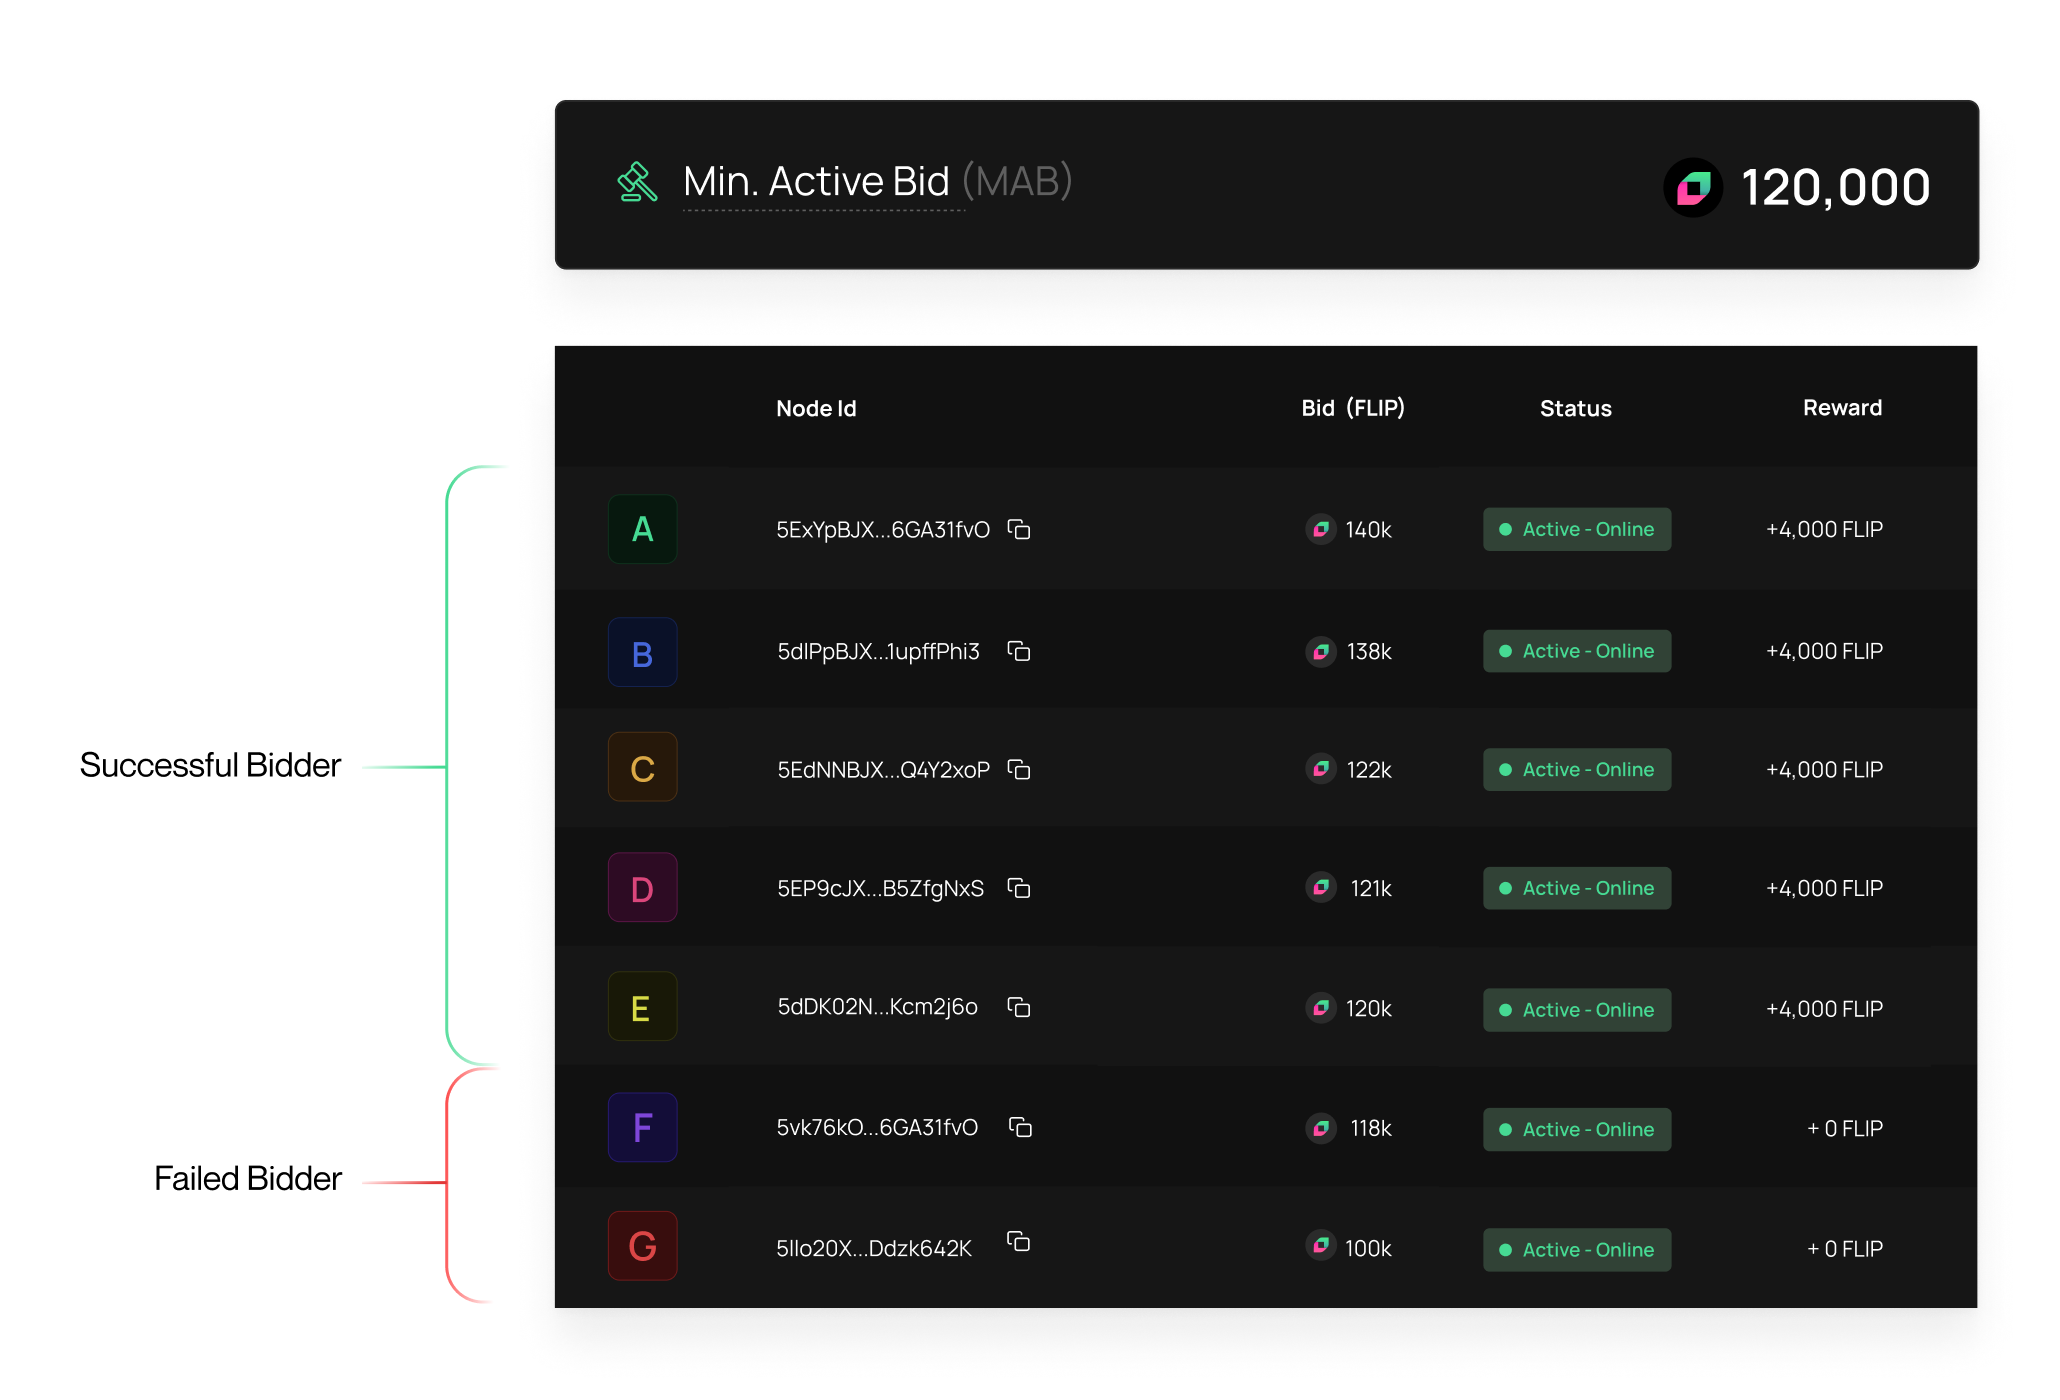 Min. Active Bid (MAB) 120,000
Node Id Bid (FLIP) Status Reward
A 5ExYpBJX...6GA31fvO 140k Active - Online +4,000 FLIP
B 5dIPpBJX...1upffPhi3 138k Active - Online +4,000 FLIP
Successful Bidder
C 5EdNNBJX...Q4Y2xoP 122k Active - Online +4,000 FLIP
D 5EP9cJX...B5ZfgNxS 121k Active - Online +4,000 FLIP
E 5dDK02N...Kcm2j6o 120k Active - Online +4,000 FLIP
F 5vk76kO...6GA31fvO 118k Active - Online + 0 FLIP
Failed Bidder
G 5llo20X...Ddzk642K 100k Active - Online + 0 FLIP